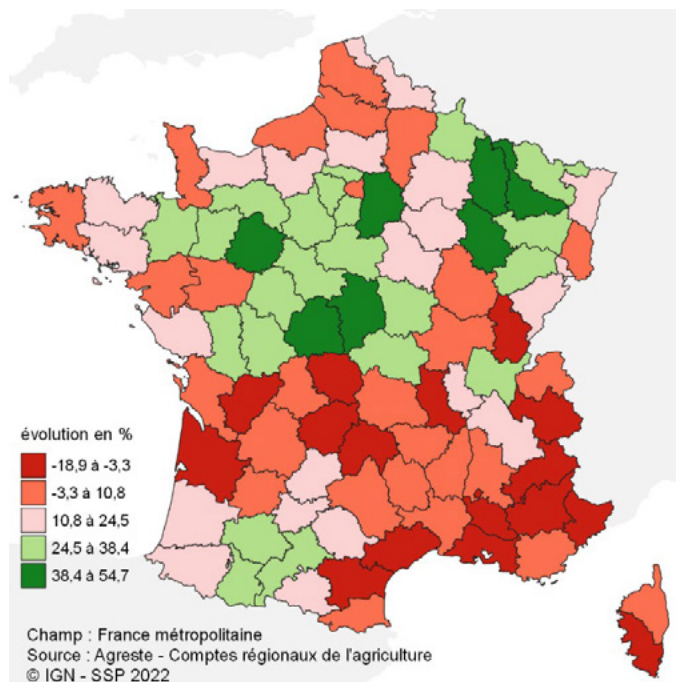 évolution en %
-18,9 à -3,3
-3,3 à 10,8
10,8 à 24,5
24,5 à 38,4
38,4 à 54,7
Champ : France métropolitaine
Source : Agreste - Comptes régionaux de l'agriculture
© IGN - SSP 2022